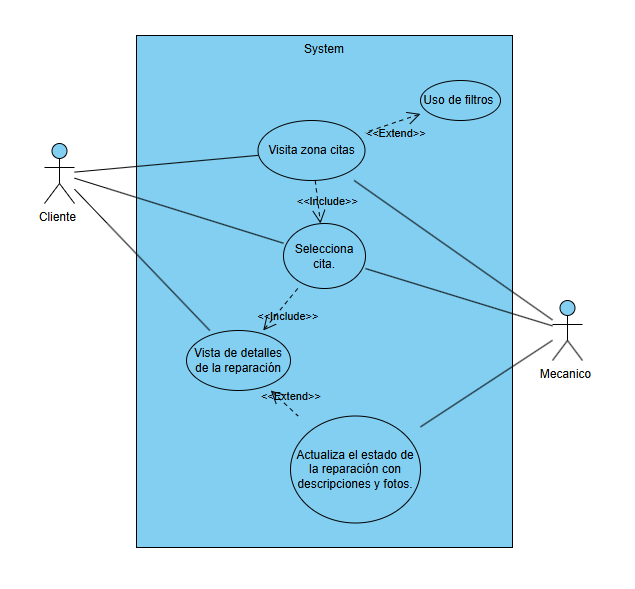 System
Uso de filtros
<<Extend>>
Visita zona citas
<<Include>>
Cliente
Selecciona
cita.
<<Include>>
Vista de detalles
de la reparación
Mecanico
<<Extend>>
Actualiza el estado de
la reparación con
descripciones y fotos.